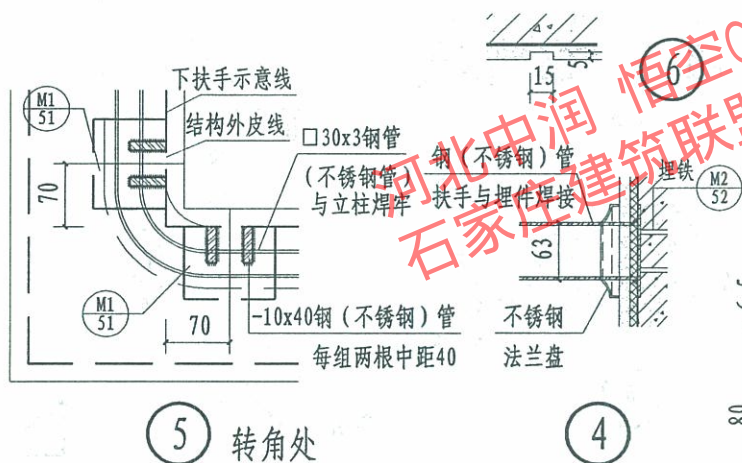 下扶手示意线
结构外皮线
M1
51
70
□30x3钢管
(不锈钢管)
与立柱焊牢
M1
51
70
-10x40钢（不锈钢）管
每组两根中距40
5 转角处
15
5
6
钢（不锈钢）管
扶手与埋件焊接
埋铁
M2
52
63
不锈钢
法兰盘
4
80
河北中润 悟空
石家庄建筑联盟